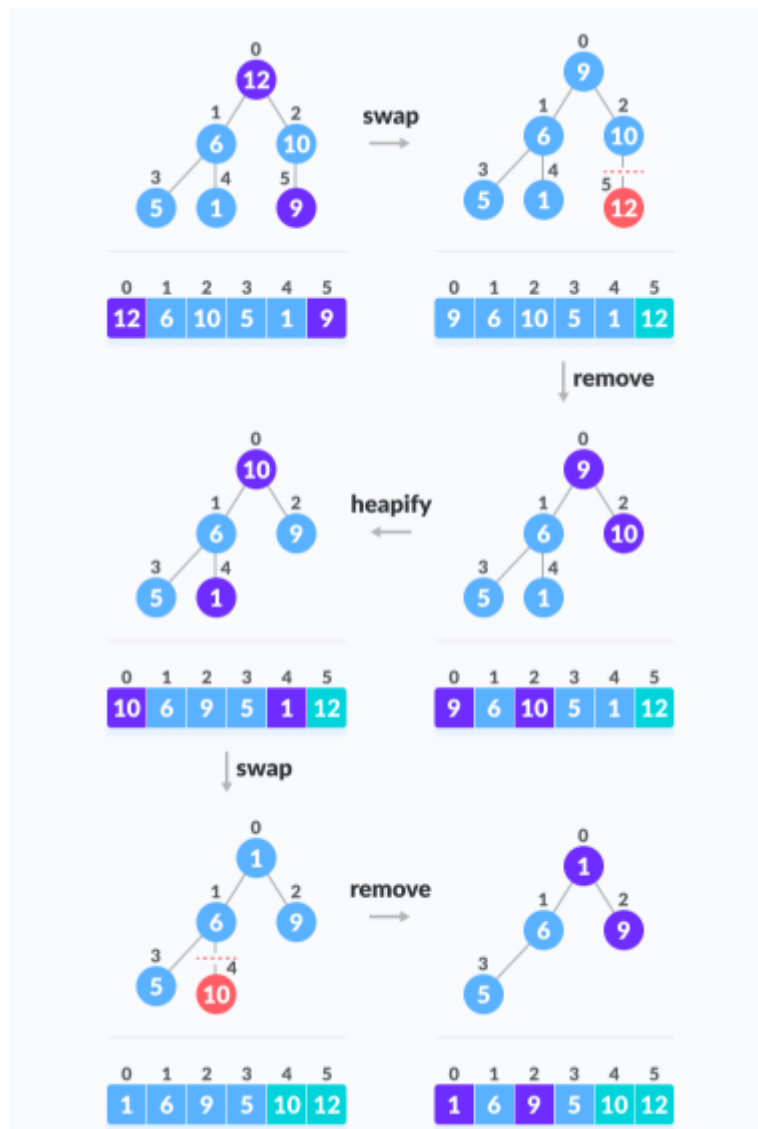 0 0
12 swap 9
1 2 1 2
6 10 6 10
3 4 5 3 4 5
5 1 9 5 1 12
0 1 2 3 4 5 0 1 2 3 4 5
12 6 10 5 1 9 9 6 10 5 1 12
remove
0 0
10 heapify 9
1 2 1 2
6 9 6 10
3 4 3 4
5 1 5 1
0 1 2 3 4 5 0 1 2 3 4 5
10 6 9 5 1 12 9 6 10 5 1 12
swap
0 0
1 remove 1
1 2 1 2
6 9 6 9
3 4 3
5 10 5
0 1 2 3 4 5 0 1 2 3 4 5
1 6 9 5 10 12 1 6 9 5 10 12